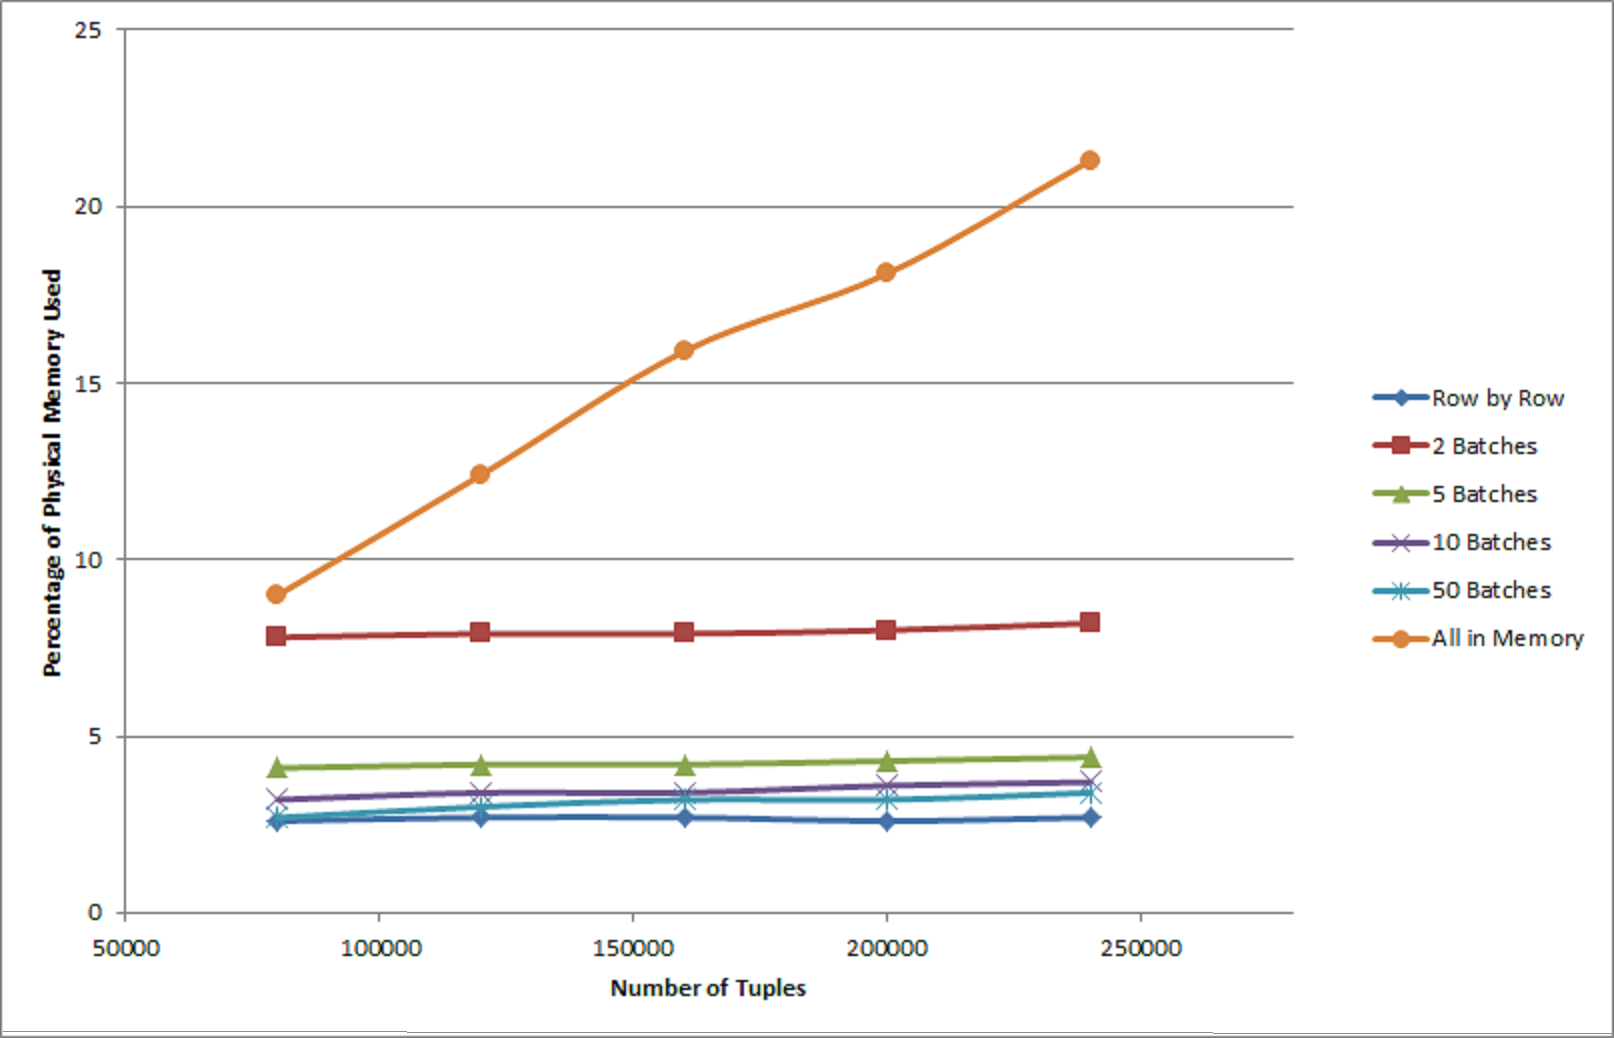 25
20
15
10
5
0
Percentage of Physical Memory Used
50000 100000 150000 200000 250000
Number of Tuples
Row by Row
2 Batches
5 Batches
10 Batches
50 Batches
All in Memory